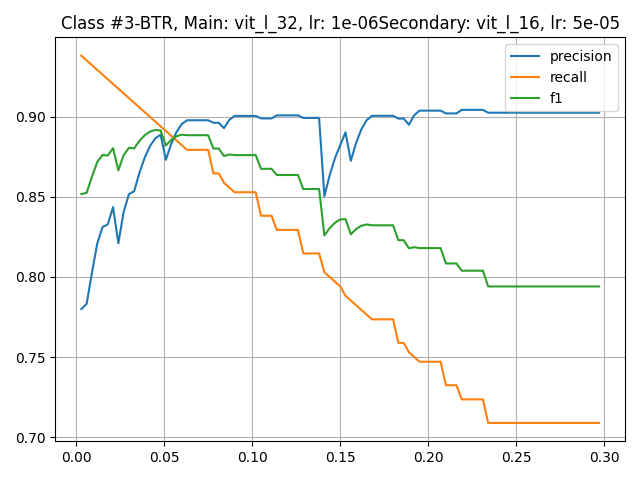 Class #3-BTR, Main: vit_l_32, lr: 1e-06Secondary: vit_l_16, lr: 5e-05
precision
recall
f1
0.90
0.85
0.80
0.75
0.70
0.00 0.05 0.10 0.15 0.20 0.25 0.30